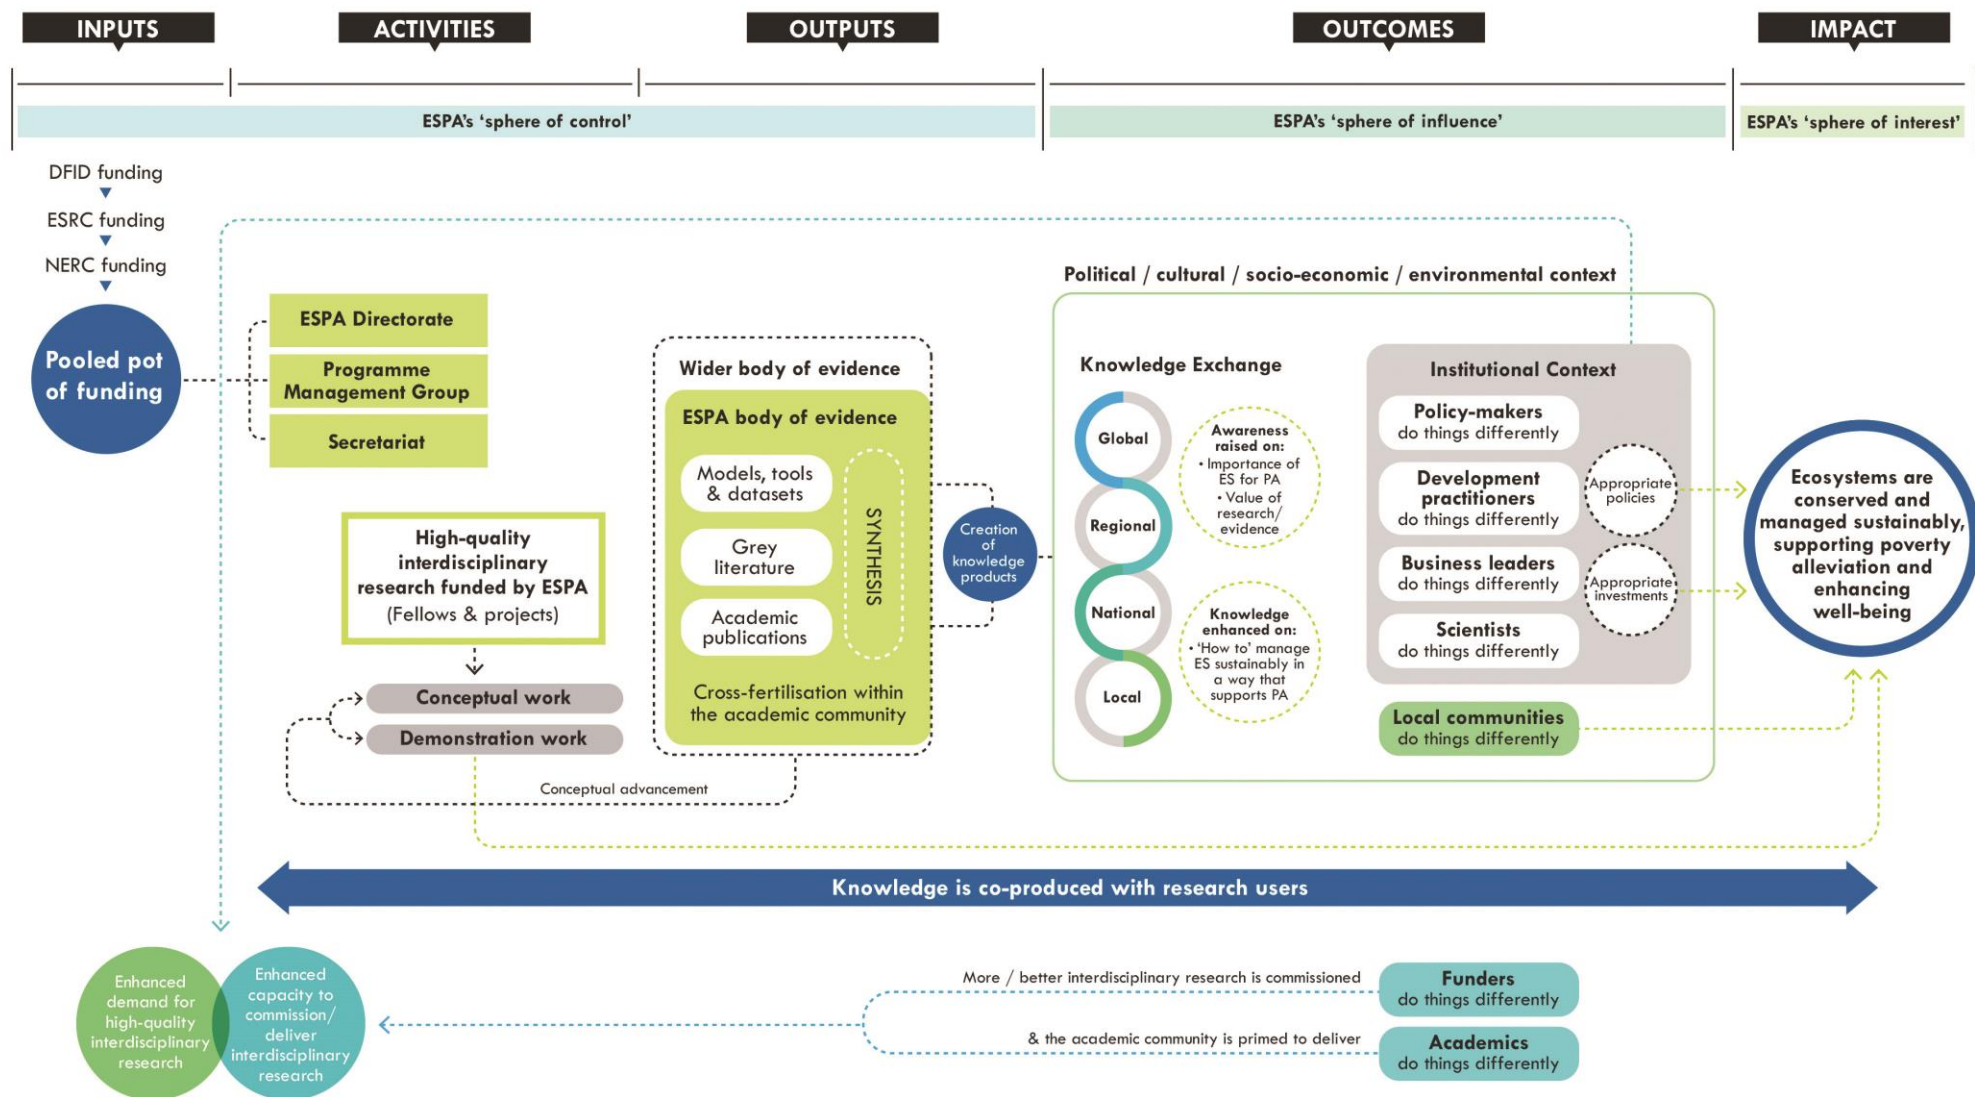 INPUTS
ACTIVITIES
OUTPUTS
OUTCOMES
IMPACT
ESPA's 'sphere of control'
ESPA's 'sphere of influence'
ESPA's 'sphere of interest'
DFID funding
ESRC funding
NERC funding
Pooled pot
of funding
ESPA Directorate
Programme
Management Group
Secretariat
High-quality
interdisciplinary
research funded by ESPA
(Fellows & projects)
Conceptual work
Demonstration work
Conceptual advancement
Wider body of evidence
ESPA body of evidence
Models, tools
& datasets
Grey
literature
Academic
publications
SYNTHESIS
Cross-fertilisation within
the academic community
Creation
of
knowledge
products
Political / cultural / socio-economic / environmental context
Knowledge Exchange
Global
Regional
National
Local
Awareness
raised on:
• Importance of
ES for PA
• Value of
research/
evidence
Knowledge
enhanced on:
• 'How to' manage
ES sustainably in
a way that
supports PA
Institutional Context
Policy-makers
do things differently
Development
practitioners
do things differently
Business leaders
do things differently
Scientists
do things differently
Appropriate
policies
Appropriate
investments
Local communities
do things differently
Ecosystems are
conserved and
managed sustainably,
supporting poverty
alleviation and
enhancing
well-being
Knowledge is co-produced with research users
Enhanced
demand for
high-quality
interdisciplinary
research
Enhanced
capacity to
commission/
deliver
interdisciplinary
research
More / better interdisciplinary research is commissioned
& the academic community is primed to deliver
Funders
do things differently
Academics
do things differently